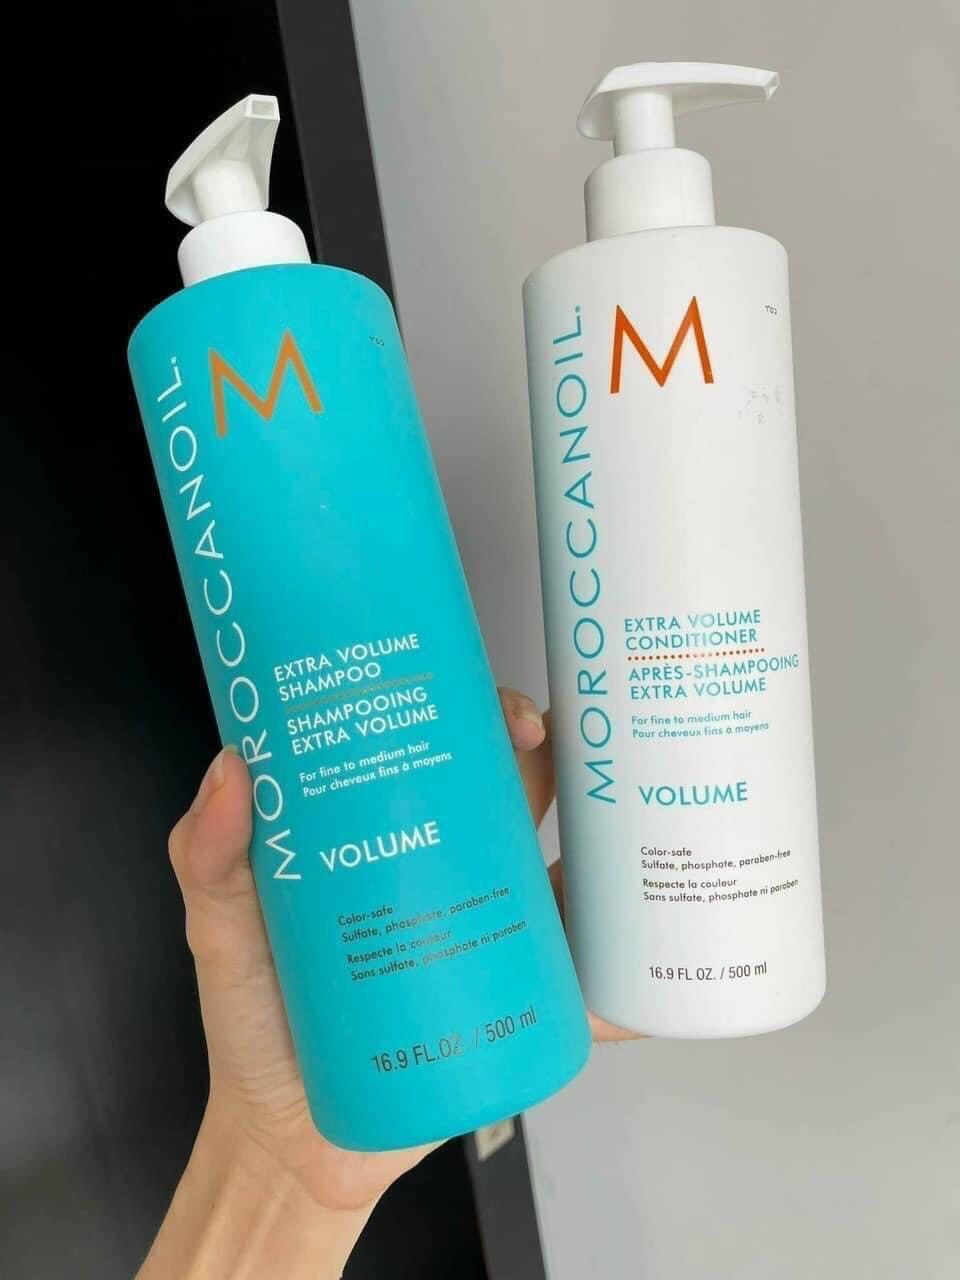 MOROCCANOIL.
M
EXTRA VOLUME
SHAMPOO
SHAMPOOING
EXTRA VOLUME
For fine to medium hair
Pour cheveux fins à moyens
VOLUME
Color-safe
Sulfate, phosphate, paraben-free
Respecte la couleur
Sans sulfate, phosphate ni paraben
16.9 FL.OZ. / 500 ml
MOROCCANOIL.
M
EXTRA VOLUME
CONDITIONER
APRÈS-SHAMPOOING
EXTRA VOLUME
For fine to medium hair
Pour cheveux fins à moyens
VOLUME
Color-safe
Sulfate, phosphate, paraben-free
Respecte la couleur
Sans sulfate, phosphate ni paraben
16.9 FL.OZ. / 500 ml